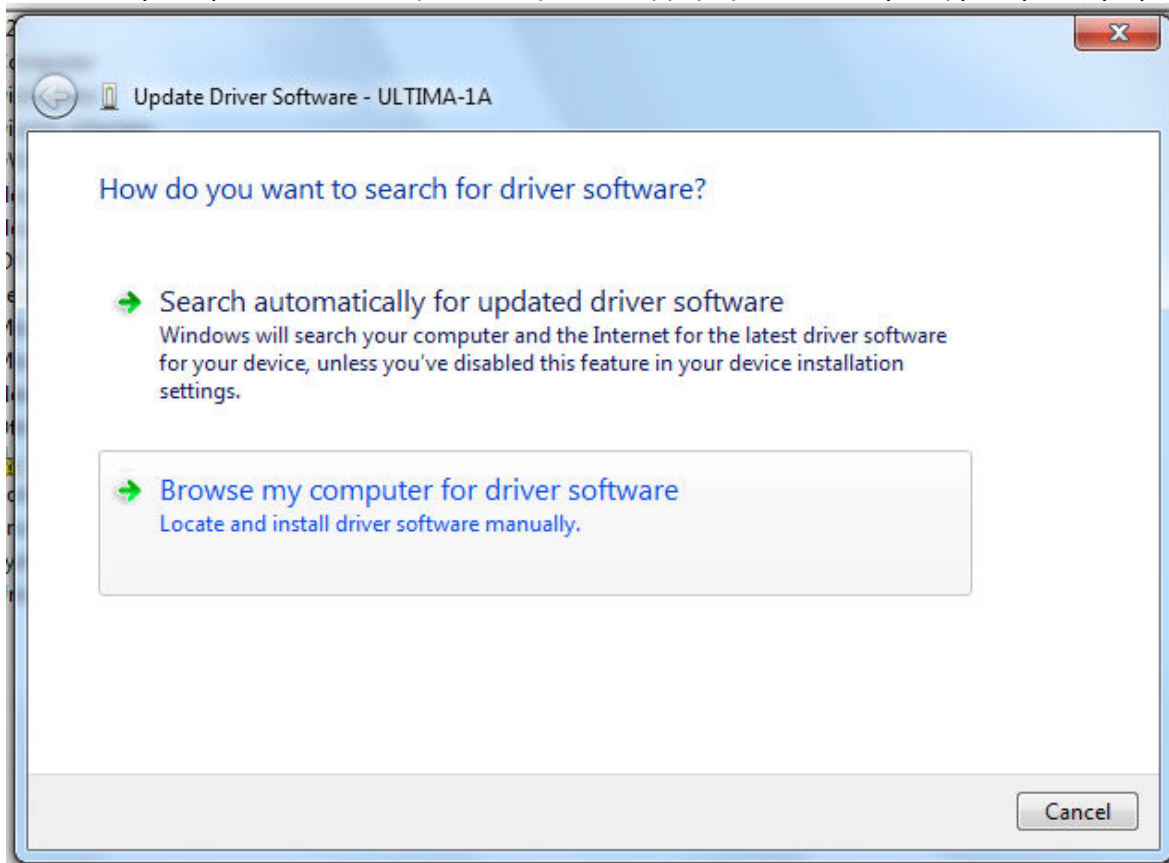 Update Driver Software - ULTIMA-1A
How do you want to search for driver software?
Search automatically for updated driver software
Windows will search your computer and the Internet for the latest driver software
for your device, unless you've disabled this feature in your device installation
settings.
Browse my computer for driver software
Locate and install driver software manually.
Cancel